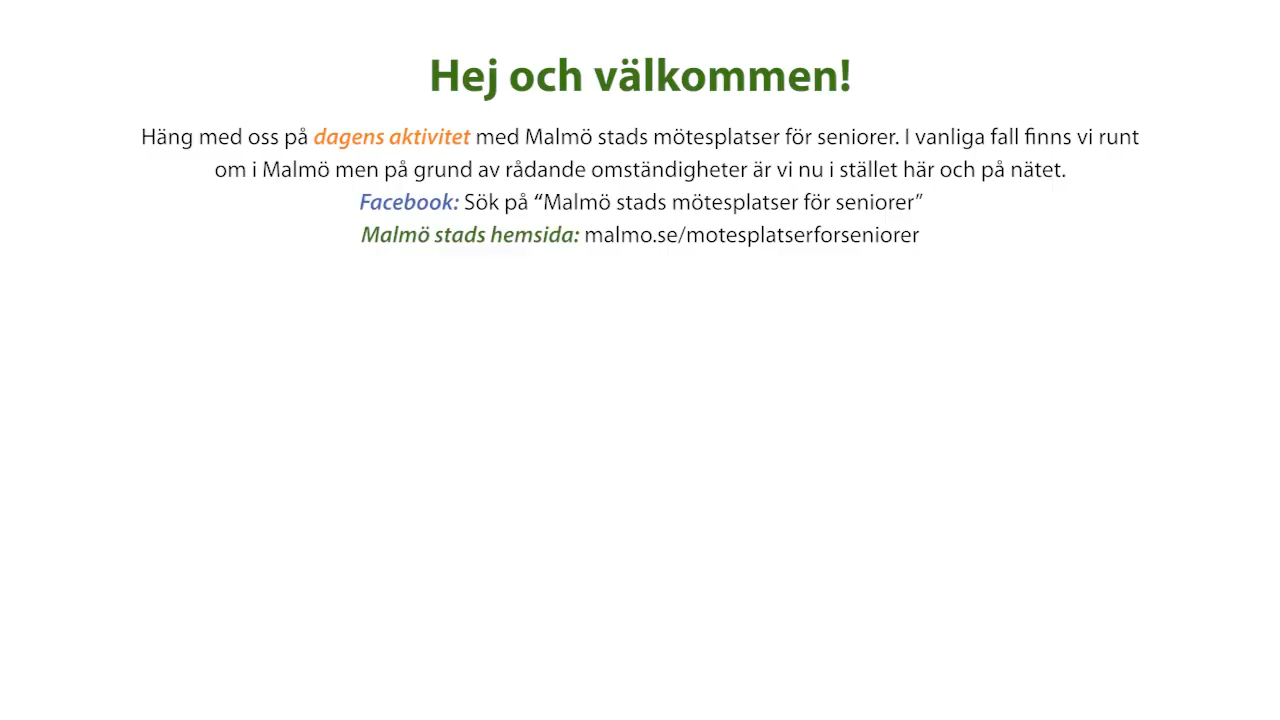 Hej och välkommen!
Häng med oss på dagens aktivitet med Malmö stads mötesplatser för seniorer. I vanliga fall finns vi runt
om i Malmö men på grund av rådande omständigheter är vi nu i stället här och på nätet.
Facebook: Sök på “Malmö stads mötesplatser för seniorer”
Malmö stads hemsida: malmo.se/motesplatserforseniorer